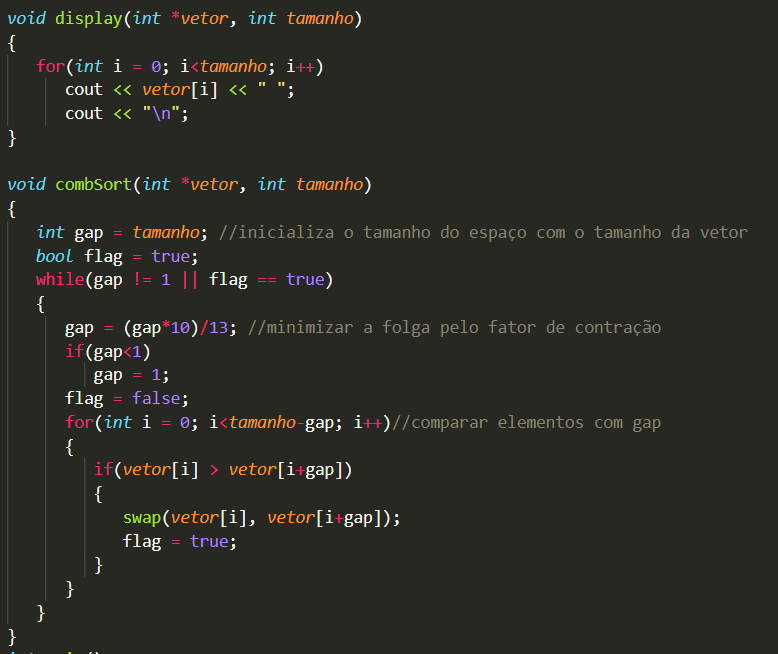 void display(int *vetor, int tamanho)
{
for(int i = 0; i<tamanho; i++)
cout << vetor[i] << " ";
cout << "\n";
}
void combSort(int *vetor, int tamanho)
{
int gap = tamanho; //inicializa o tamanho do espaço com o tamanho da vetor
bool flag = true;
while(gap != 1 || flag == true)
{
gap = (gap*10)/13; //minimizar a folga pelo fator de contração
if(gap<1)
gap = 1;
flag = false;
for(int i = 0; i<tamanho-gap; i++)//comparar elementos com gap
{
if(vetor[i] > vetor[i+gap])
{
swap(vetor[i], vetor[i+gap]);
flag = true;
}
}
}
}